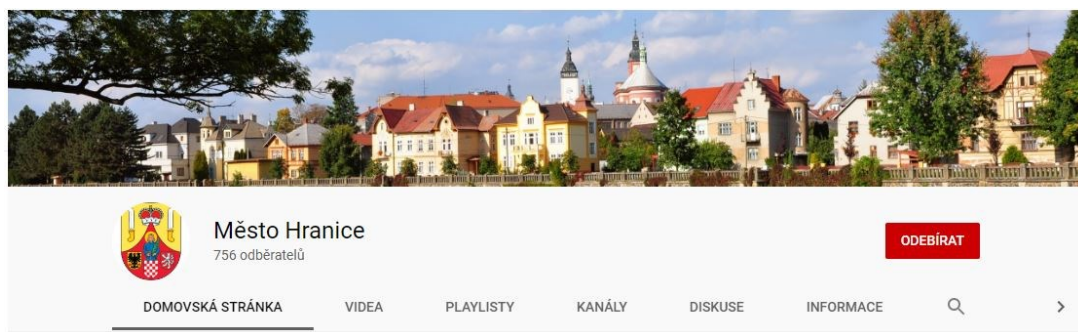 Město Hranice
756 odběratelů
ODEBÍRAT
DOMOVSKÁ STRÁNKA VIDEA PLAYLISTY KANÁLY DISKUSE INFORMACE